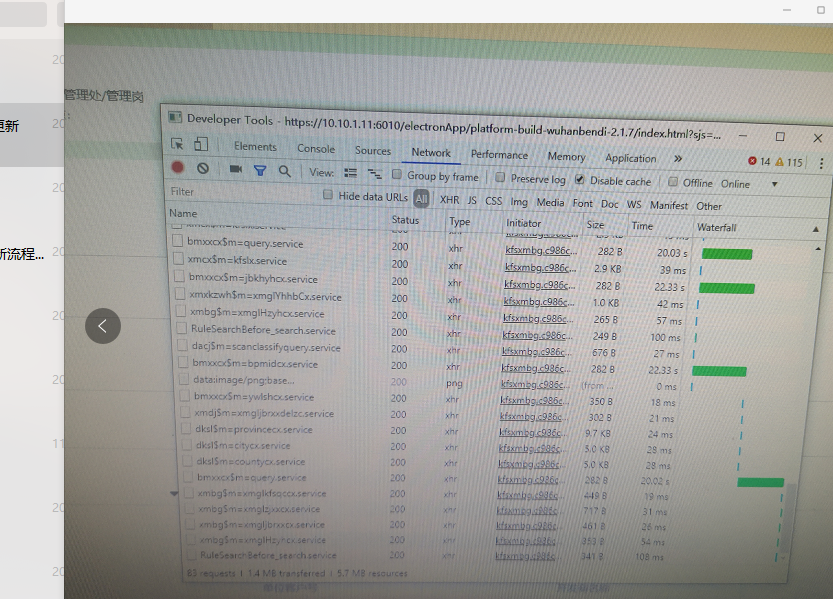 管理处/管理岗
更新
新流程...
Developer Tools - https://10.10.1.11:6010/electronApp/platform-build-wuhanbendi-2.1.7/index.html?sjs=...
Elements Console Sources Network Performance Memory Application » 14 115
View: Group by frame Preserve log Disable cache Offline Online
Filter Hide data URLs All XHR JS CSS Img Media Font Doc WS Manifest Other
Name Status Type Initiator Size Time Waterfall
bmxxcx$m=query.service 200 xhr kfsxmbg.c986c... 282 B 20.03 s
xmcx$m=kfslx.service 200 xhr kfsxmbg.c986c... 2.9 KB 39 ms
bmxxcx$m=jbkhyhcx.service 200 xhr kfsxmbg.c986c... 282 B 22.33 s
xmxkzwh$m=xmglYhhbCx.service 200 xhr kfsxmbg.c986c... 1.0 KB 42 ms
xmbg$m=xmglHzyhcx.service 200 xhr kfsxmbg.c986c... 265 B 57 ms
RuleSearchBefore_search.service 200 xhr kfsxmbg.c986c... 249 B 100 ms
dacj$m=scanclassifyquery.service 200 xhr kfsxmbg.c986c... 676 B 27 ms
bmxxcx$m=bpmidcx.service 200 xhr kfsxmbg.c986c... 282 B 22.33 s
data:image/png;base... 200 png kfsxmbg.c986c... (from ... 0 ms
bmxxcx$m=ywlshcx.service 200 xhr kfsxmbg.c986c... 350 B 18 ms
xmdj$m=xmgljbrxxdelzc.service 200 xhr kfsxmbg.c986c... 302 B 21 ms
dksl$m=provincecx.service 200 xhr kfsxmbg.c986c... 9.7 KB 24 ms
dksl$m=citycx.service 200 xhr kfsxmbg.c986c... 5.0 KB 28 ms
dksl$m=countycx.service 200 xhr kfsxmbg.c986c... 5.0 KB 28 ms
bmxxcx$m=query.service 200 xhr kfsxmbg.c986c... 282 B 20.02 s
xmbg$m=xmglkfsqccx.service 200 xhr kfsxmbg.c986c... 449 B 19 ms
xmbg$m=xmglzjxxcx.service 200 xhr kfsxmbg.c986c... 717 B 31 ms
xmbg$m=xmgljbrxxcx.service 200 xhr kfsxmbg.c986c... 461 B 26 ms
xmbg$m=xmglHzyhcx.service 200 xhr kfsxmbg.c986c... 353 B 54 ms
RuleSearchBefore_search.service 200 xhr kfsxmbg.c986c... 341 B 108 ms
83 requests | 1.4 MB transferred | 5.7 MB resources